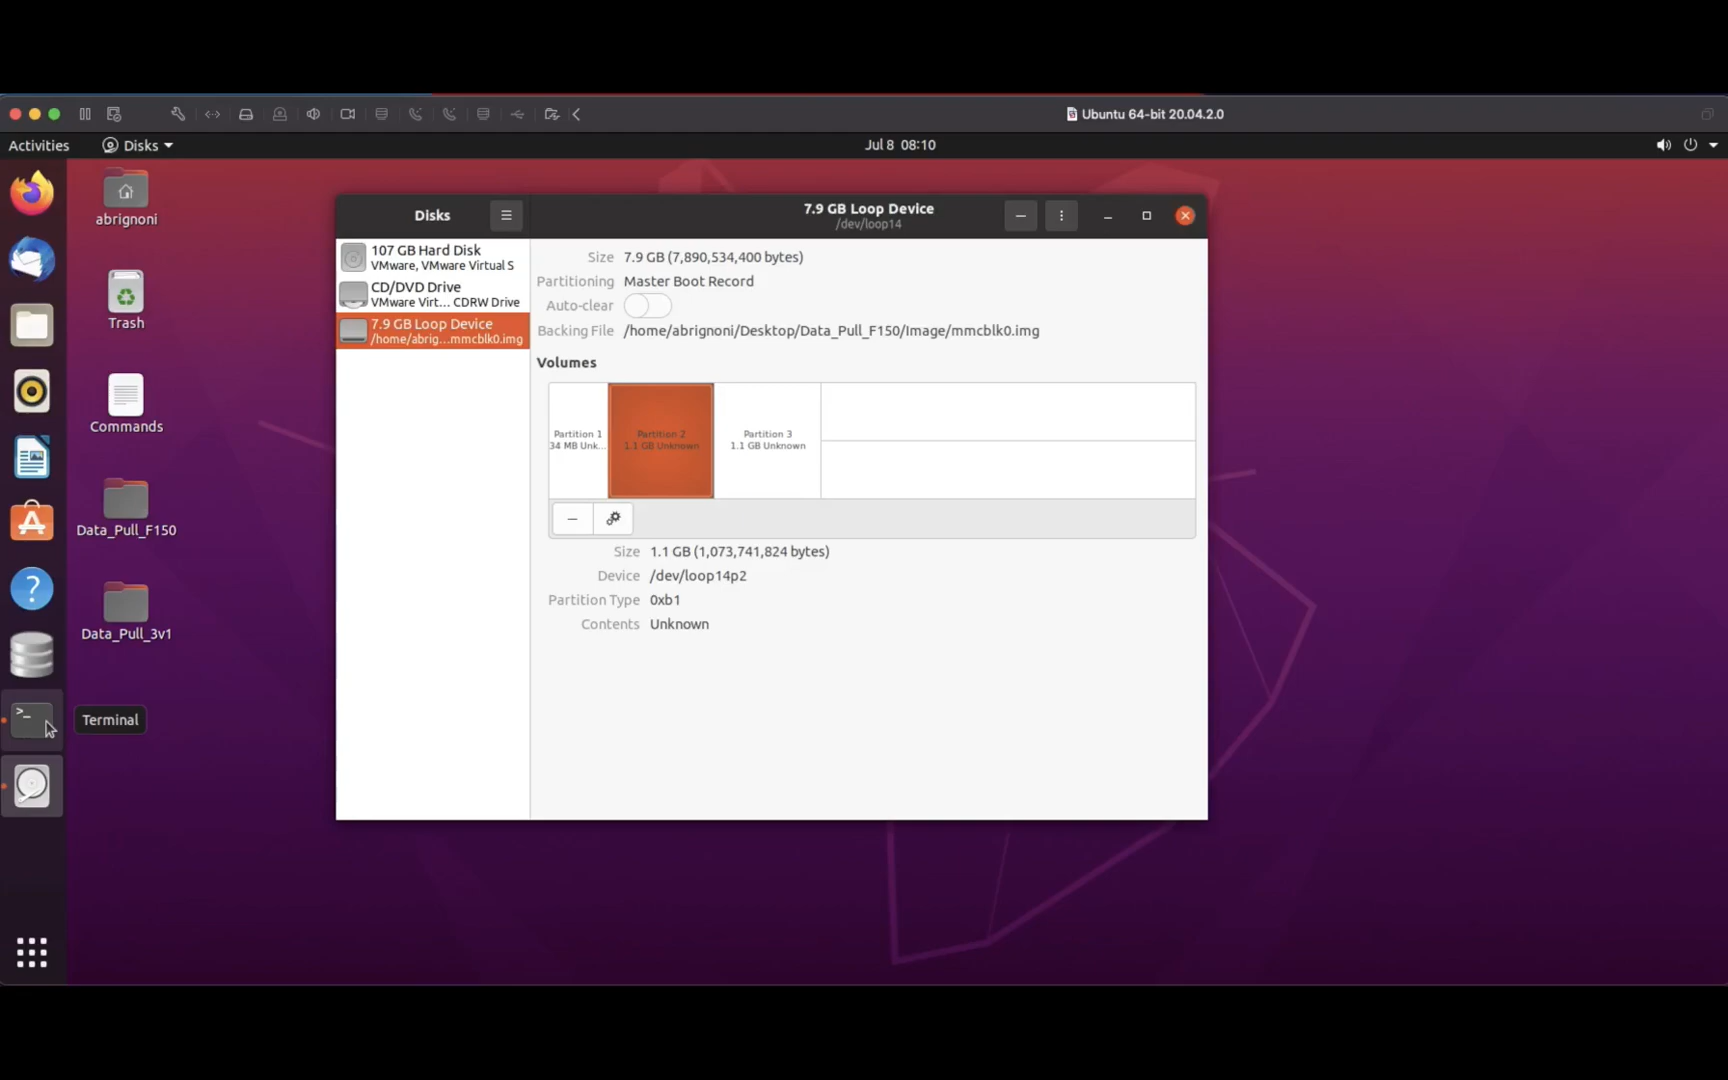 Ubuntu 64-bit 20.04.2.0
Activities
Disks
Jul 8 08:10
abrignoni
Trash
Commands
Data_Pull_F150
Data_Pull_3v1
Terminal
Disks
7.9 GB Loop Device
/dev/loop14
107 GB Hard Disk
VMware, VMware Virtual S
CD/DVD Drive
VMware Virt... CDRW Drive
7.9 GB Loop Device
/home/abrig...mmcblk0.img
Size 7.9 GB (7,890,534,400 bytes)
Partitioning Master Boot Record
Auto-clear
Backing File /home/abrignoni/Desktop/Data_Pull_F150/Image/mmcblk0.img
Volumes
Partition 1
34 MB Unk...
Partition 2
1.1 GB Unknown
Partition 3
1.1 GB Unknown
Size 1.1 GB (1,073,741,824 bytes)
Device /dev/loop14p2
Partition Type 0xb1
Contents Unknown